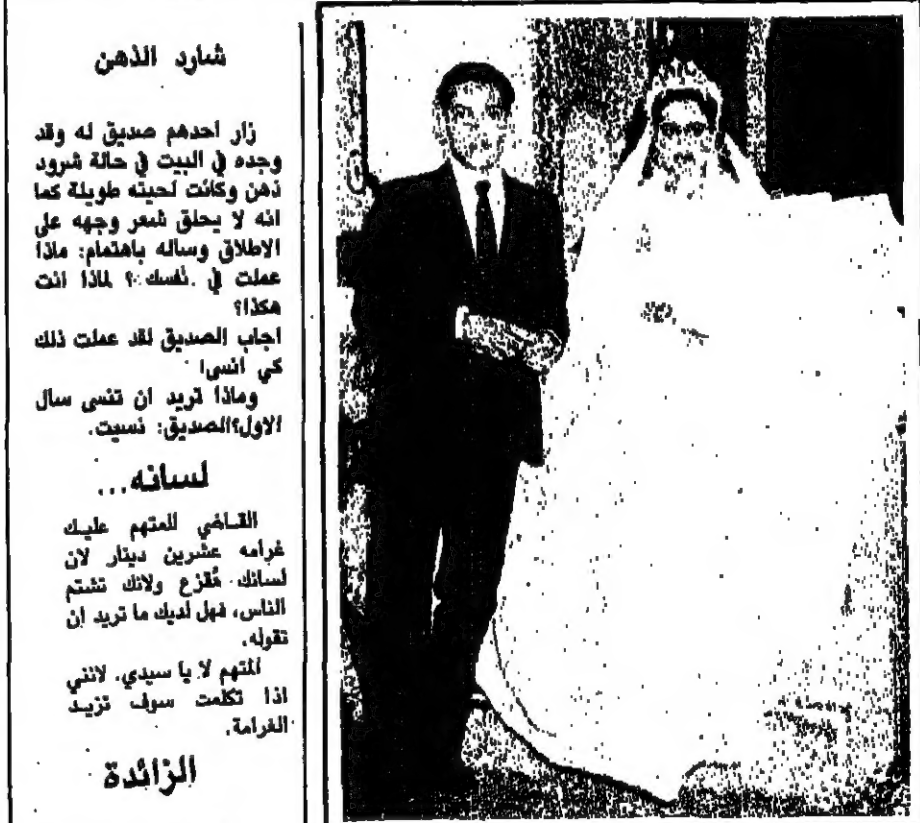 شارد الذهن
زار احدهم صديق له وقد
وجده في البيت في حالة شرود
ذهن وكانت لحيته طويلة كما
انه لا يحلق شعر وجهه على
الاطلاق وساله باهتمام: ماذا
عملت في نفسك؟ لماذا انت
هكذا؟
اجاب الصديق لقد عملت ذلك
كي انسى!
وماذا تريد ان تنسى سال
الاول؟الصديق: نسيت.
لسانه...
القاضي للمتهم عليك
غرامه عشرين دينار لان
لسانك مُقزع ولانك تشتم
الناس، فهل لديك ما تريد ان
تقوله.
المتهم لا يا سيدي. لانني
اذا تكلمت سوف تزيد
الغرامة.
الزائدة